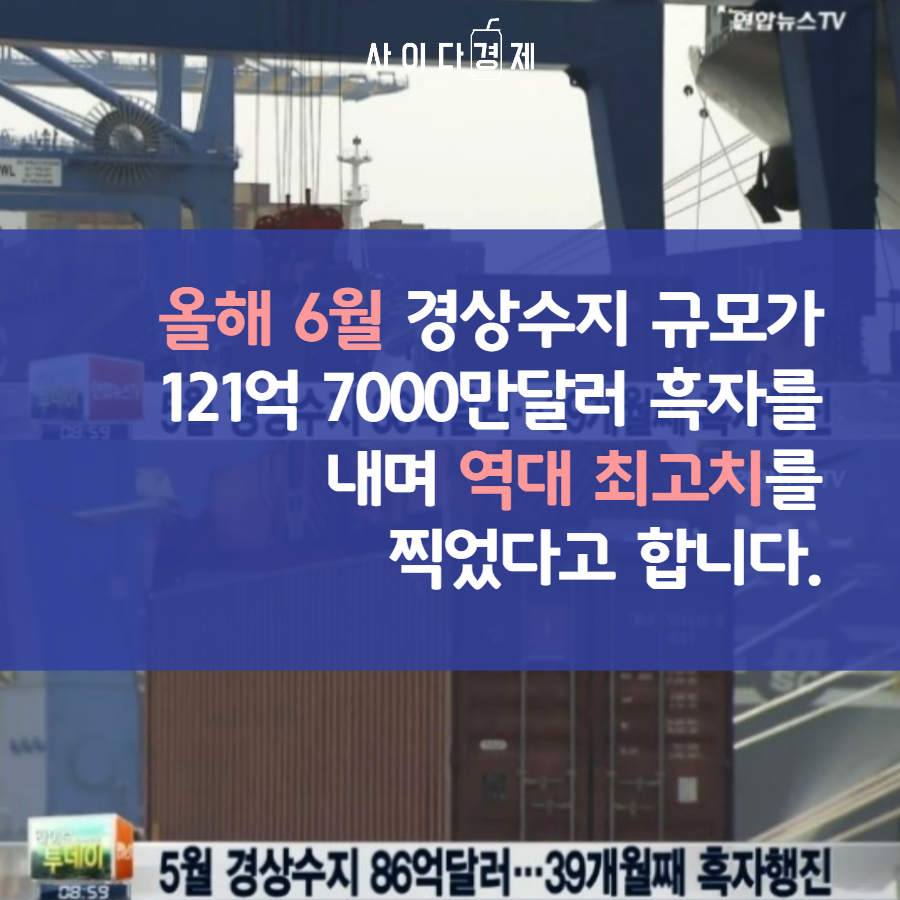 연합뉴스TV
사이다경제
올해 6월 경상수지 규모가
121억 7000만달러 흑자를
내며 역대 최고치를
찍었다고 합니다.
투데이
08:59
5월 경상수지 86억달러…39개월째 흑자행진